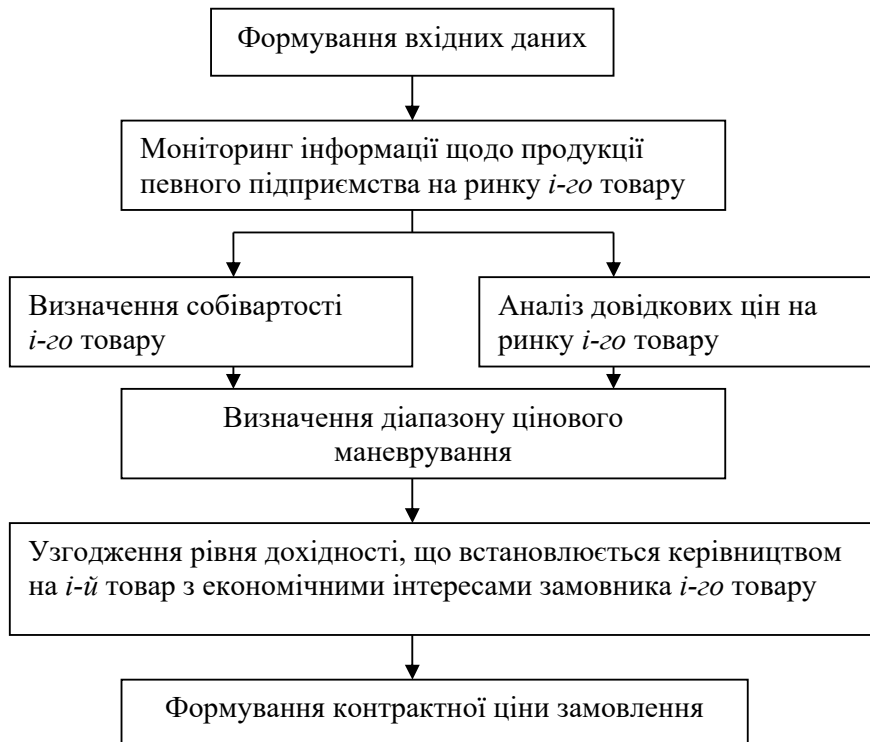 Формування вхідних даних
Моніторинг інформації щодо продукції
певного підприємства на ринку і-го товару
Визначення собівартості
і-го товару
Аналіз довідкових цін на
ринку і-го товару
Визначення діапазону цінового
маневрування
Узгодження рівня дохідності, що встановлюється керівництвом
на і-й товар з економічними інтересами замовника і-го товару
Формування контрактної ціни замовлення